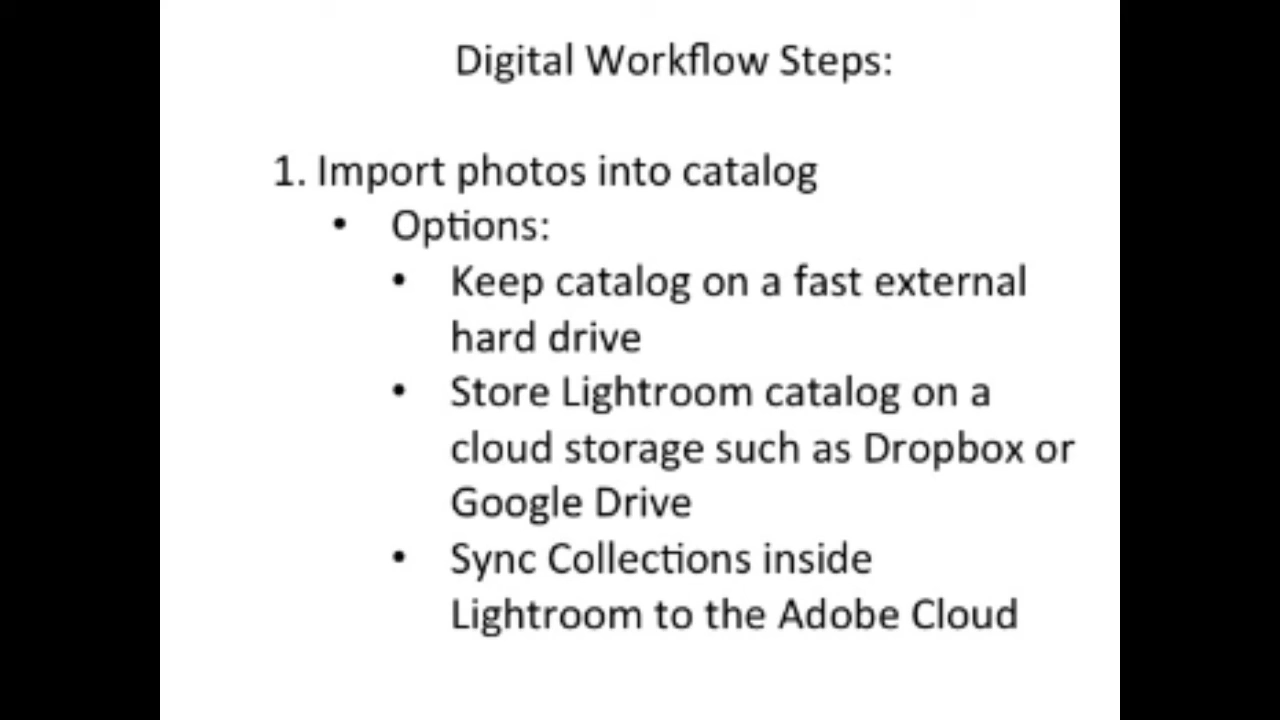 Digital Workflow Steps:
1. Import photos into catalog
• Options:
• Keep catalog on a fast external
hard drive
• Store Lightroom catalog on a
cloud storage such as Dropbox or
Google Drive
• Sync Collections inside
Lightroom to the Adobe Cloud